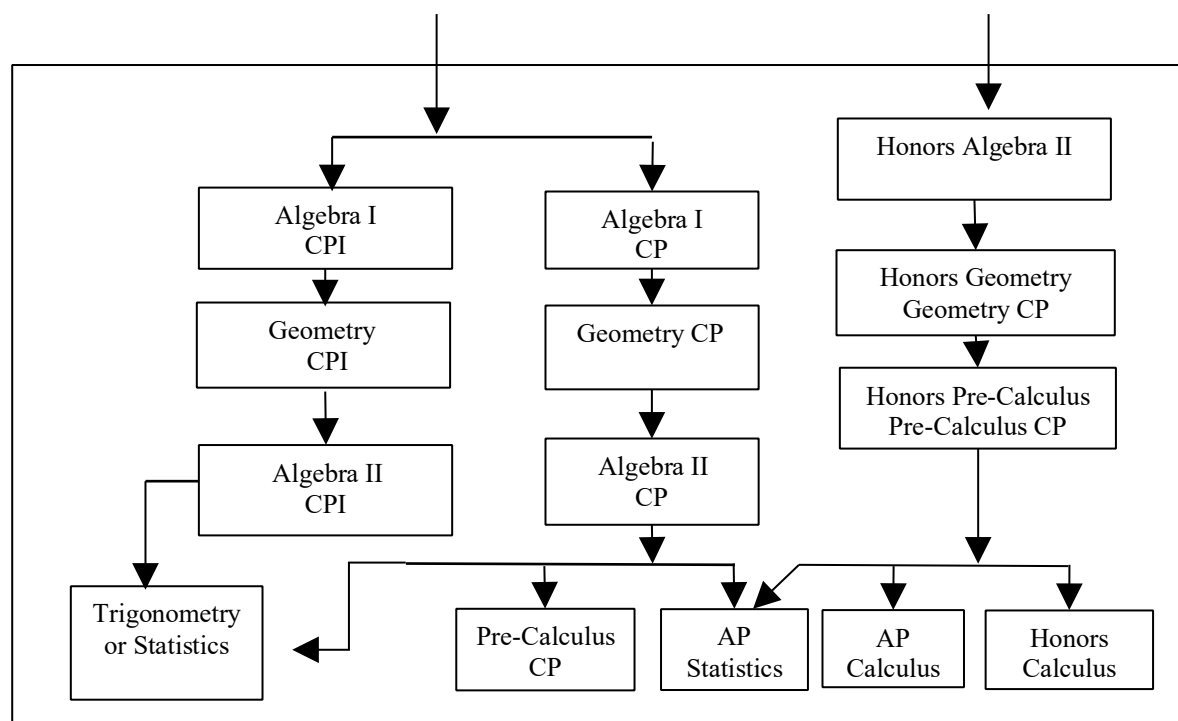 Honors Algebra II
Algebra I
CPI
Algebra I
CP
Honors Geometry
Geometry CP
Geometry
CPI
Geometry CP
Honors Pre-Calculus
Pre-Calculus CP
Algebra II
CPI
Algebra II
CP
Trigonometry
or Statistics
Pre-Calculus
CP
AP
Statistics
AP
Calculus
Honors
Calculus